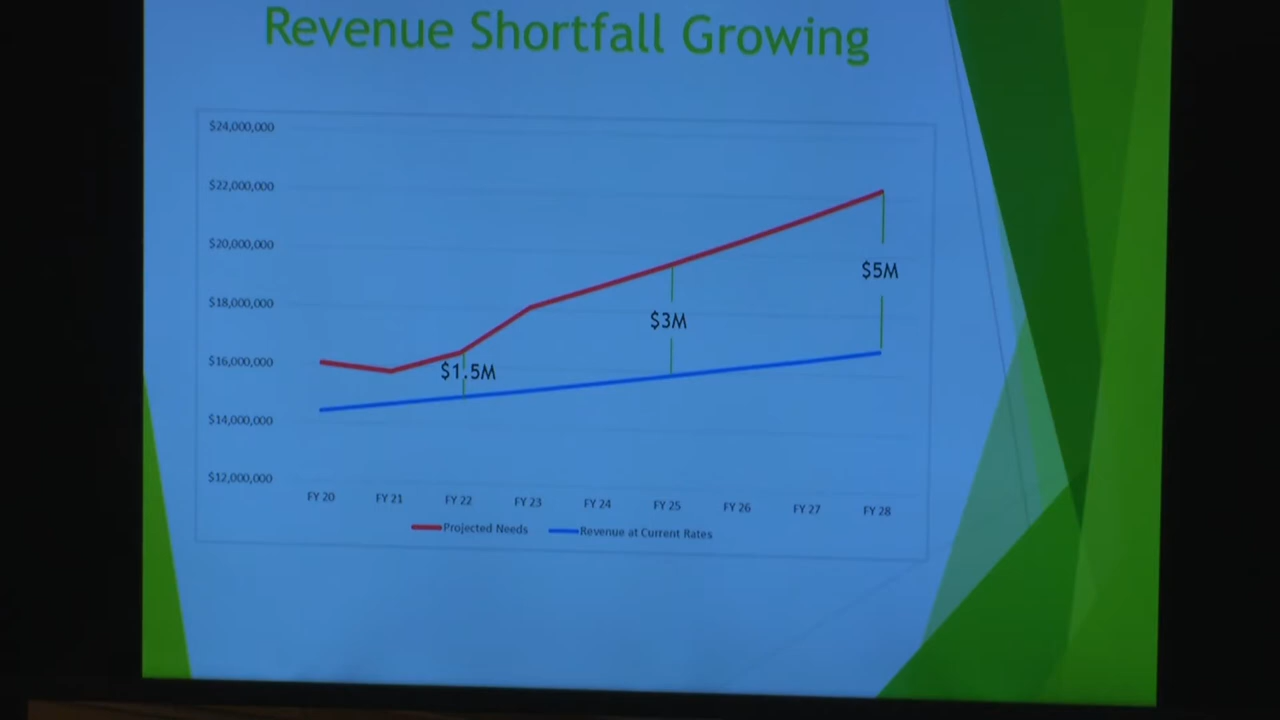 Revenue Shortfall Growing
$24,000,000
$22,000,000
$20,000,000
$18,000,000
$16,000,000
$14,000,000
$12,000,000
$1.5M
$3M
$5M
FY 20 FY 21 FY 22 FY 23 FY 24 FY 25 FY 26 FY 27 FY 28
Projected Needs Revenue at Current Rates